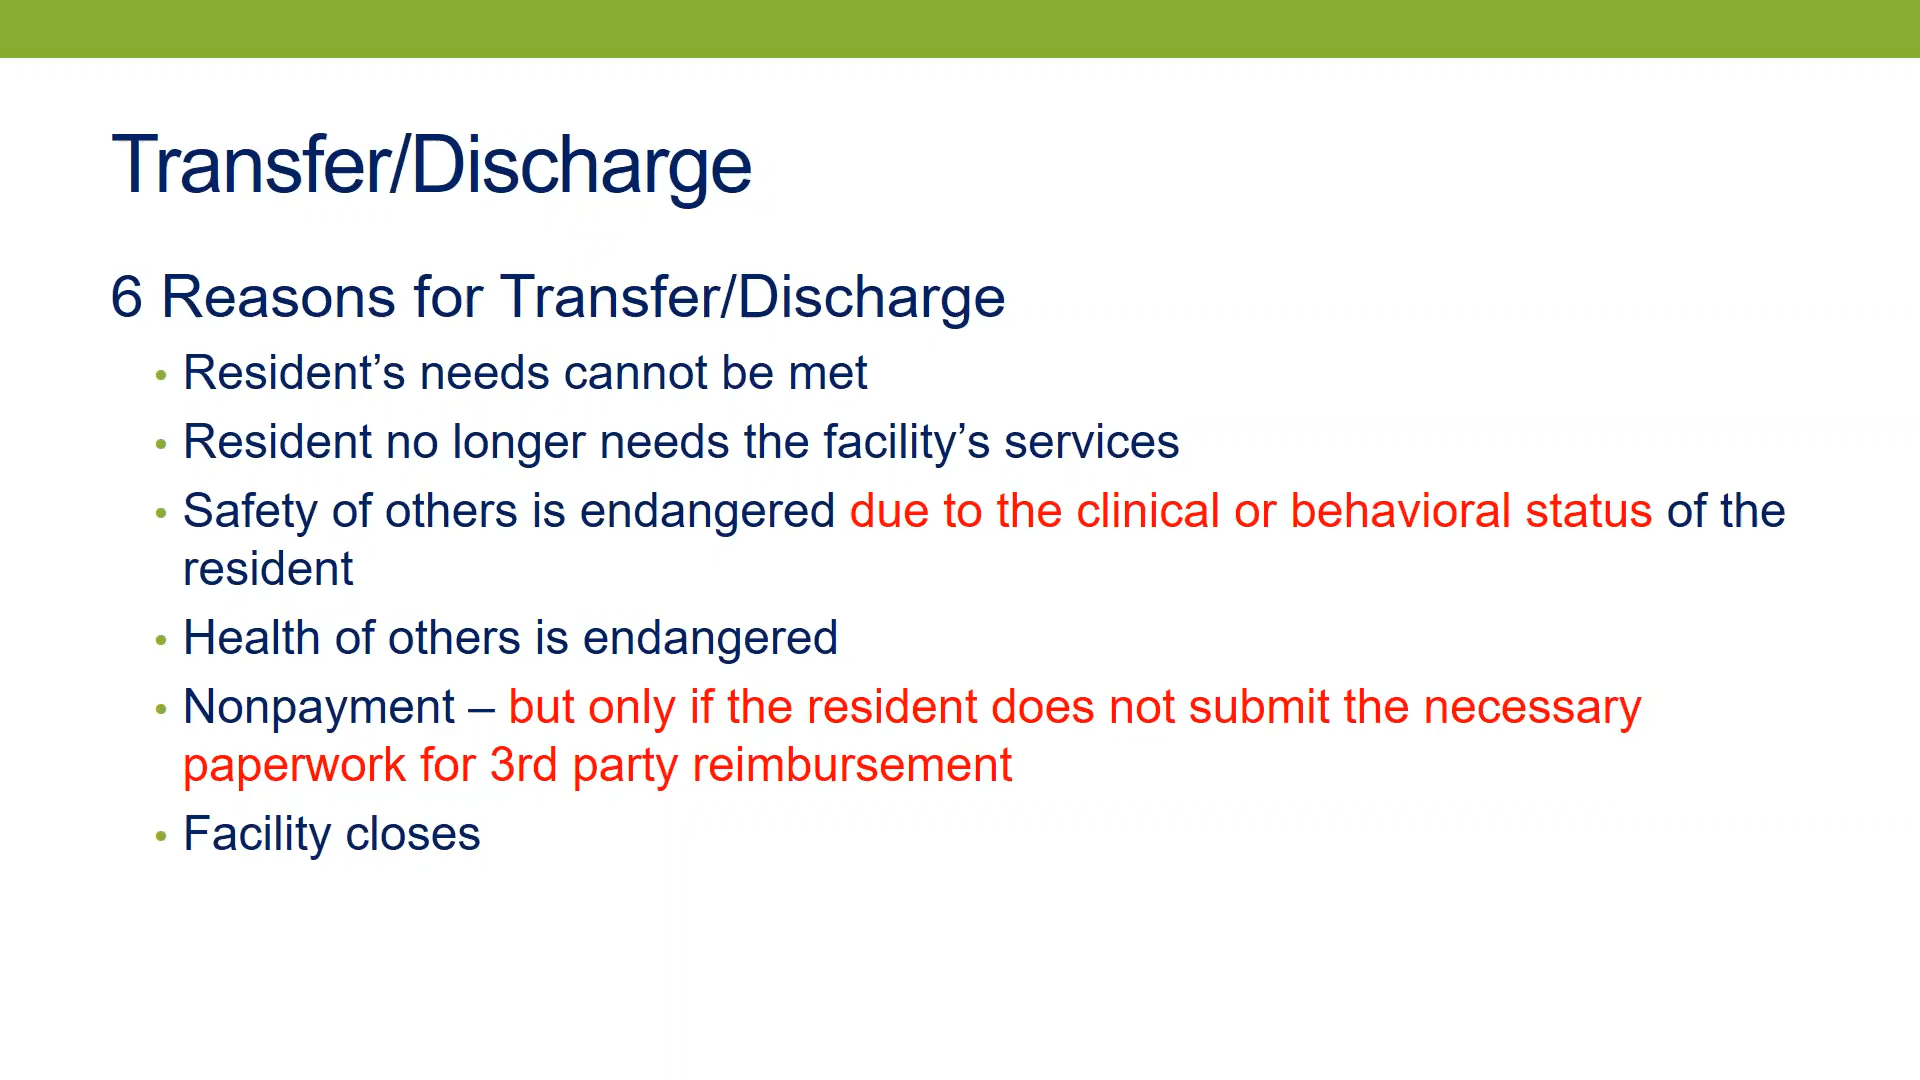 Transfer/Discharge
6 Reasons for Transfer/Discharge
• Resident’s needs cannot be met
• Resident no longer needs the facility’s services
• Safety of others is endangered due to the clinical or behavioral status of the
resident
• Health of others is endangered
• Nonpayment – but only if the resident does not submit the necessary
paperwork for 3rd party reimbursement
• Facility closes